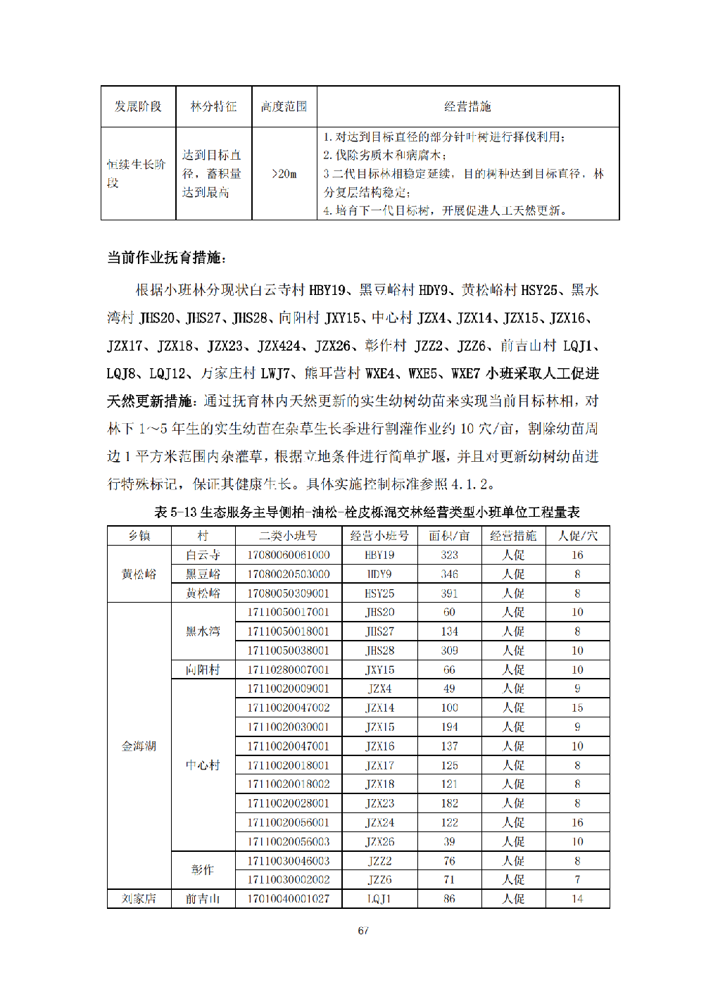 发展阶段 林分特征 高度范围 经营措施
恒续生长阶段 达到目标直径，蓄积量达到最高 >20m 1.对达到目标直径的部分针叶树进行择伐利用；
2.伐除劣质木和病腐木；
3 二代目标林相稳定延续，目的树种达到目标直径，林
分复层结构稳定；
4.培育下一代目标树，开展促进人工天然更新。
当前作业抚育措施：
根据小班林分现状白云寺村 HBY19、黑豆峪村 HDY9、黄松峪村 HSY25、黑水
湾村 JHS20、JHS27、JHS28、向阳村 JXY15、中心村 JZX4、JZX14、JZX15、JZX16、
JZX17、JZX18、JZX23、JZX424、JZX26、彰作村 JZZ2、JZZ6、前吉山村 LQJ1、
LQJ8、LQJ12、万家庄村 LWJ7、熊耳营村 WXE4、WXE5、WXE7 小班采取人工促进
天然更新措施：通过抚育林内天然更新的实生幼树幼苗来实现当前目标林相，对
林下 1～5 年生的实生幼苗在杂草生长季进行割灌作业约 10 穴/亩，割除幼苗周
边 1 平方米范围内杂灌草，根据立地条件进行简单扩堰，并且对更新幼树幼苗进
行特殊标记，保证其健康生长。具体实施控制标准参照 4.1.2。
表 5-13 生态服务主导侧柏-油松-栓皮栎混交林经营类型小班单位工程量表
乡镇 村 二类小班号 经营小班号 面积/亩 经营措施 人促/穴
黄松峪 白云寺 17080060061000 HBY19 323 人促 16
黑豆峪 17080020503000 HDY9 346 人促 8
黄松峪 17080050309001 HSY25 391 人促 8
金海湖 黑水湾 17110050017001 JHS20 60 人促 10
17110050018001 JHS27 134 人促 8
17110050038001 JHS28 309 人促 10
向阳村 17110280007001 JXY15 66 人促 10
中心村 17110020009001 JZX4 49 人促 9
17110020047002 JZX14 100 人促 15
17110020030001 JZX15 194 人促 9
17110020047001 JZX16 137 人促 10
17110020018001 JZX17 125 人促 8
17110020018002 JZX18 121 人促 8
17110020028001 JZX23 182 人促 8
17110020056001 JZX24 122 人促 16
17110020056003 JZX26 39 人促 10
彰作 17110030046003 JZZ2 76 人促 8
17110030002002 JZZ6 71 人促 7
刘家店 前吉山 17010040001027 LQJ1 86 人促 14
67